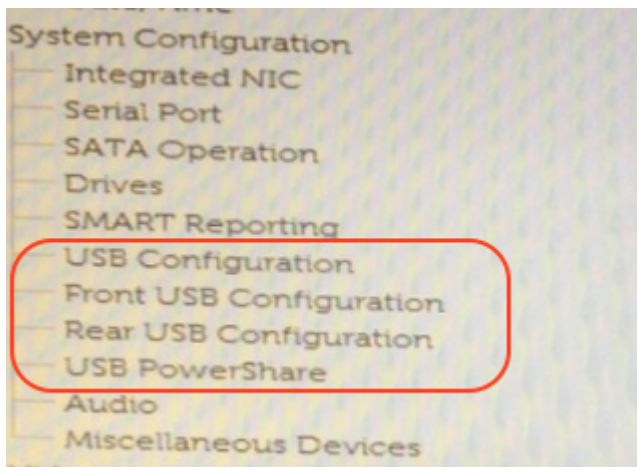 System Configuration
Integrated NIC
Serial Port
SATA Operation
Drives
SMART Reporting
USB Configuration
Front USB Configuration
Rear USB Configuration
USB PowerShare
Audio
Miscellaneous Devices